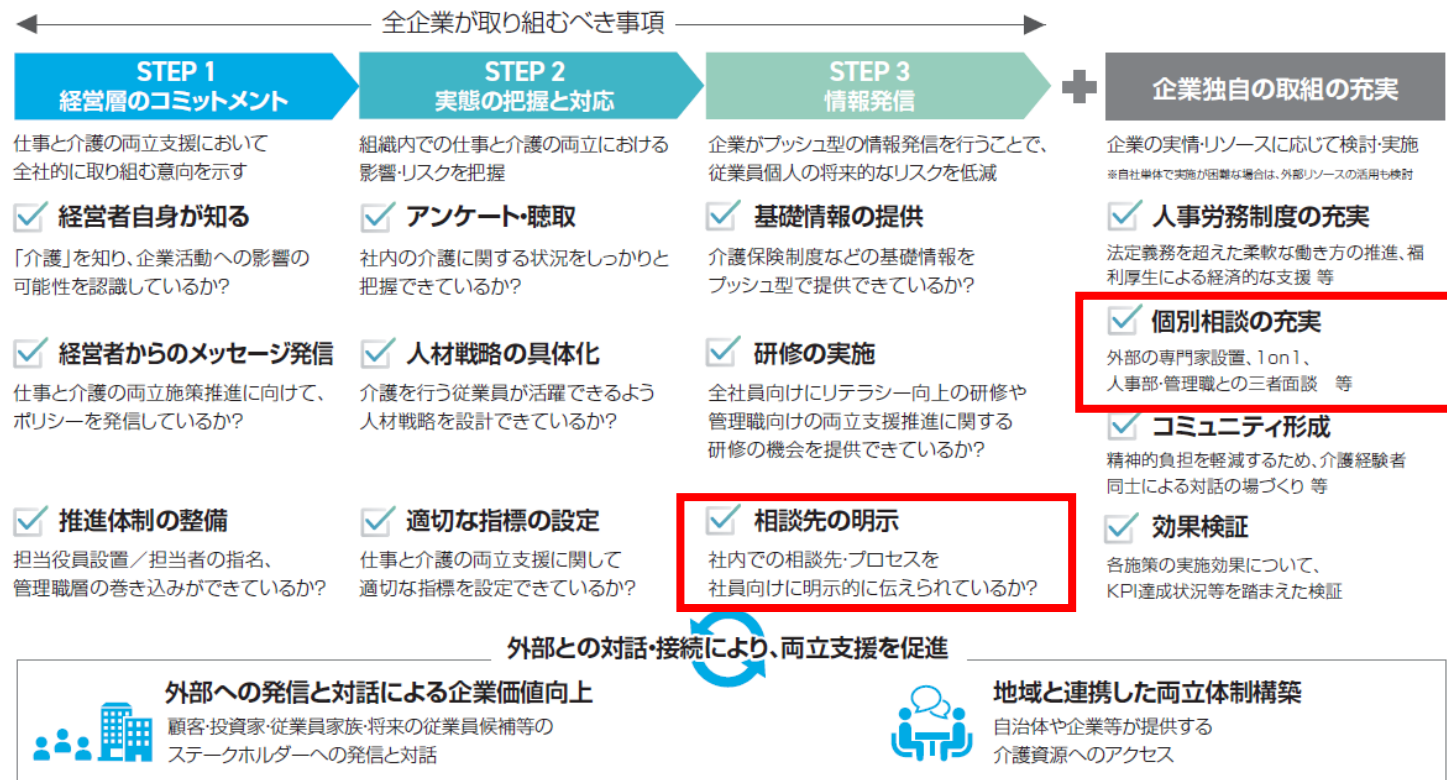 全企業が取り組むべき事項
STEP 1
経営層のコミットメント
仕事と介護の両立支援において
全社的に取り組む意向を示す
経営者自身が知る
「介護」を知り、企業活動への影響の
可能性を認識しているか?
経営者からのメッセージ発信
仕事と介護の両立施策推進に向けて、
ポリシーを発信しているか?
推進体制の整備
担当役員設置/担当者の指名、
管理職層の巻き込みができているか?
STEP 2
実態の把握と対応
組織内での仕事と介護の両立における
影響・リスクを把握
アンケート・聴取
社内の介護に関する状況をしっかりと
把握できているか?
人材戦略の具体化
介護を行う従業員が活躍できるよう
人材戦略を設計できているか?
適切な指標の設定
仕事と介護の両立支援に関して
適切な指標を設定できているか?
STEP 3
情報発信
企業がプッシュ型の情報発信を行うことで、
従業員個人の将来的なリスクを低減
基礎情報の提供
介護保険制度などの基礎情報を
プッシュ型で提供できているか?
研修の実施
全社員向けにリテラシー向上の研修や
管理職向けの両立支援推進に関する
研修の機会を提供できているか?
相談先の明示
社内での相談先・プロセスを
社員向けに明示的に伝えられているか?
企業独自の取組の充実
企業の実情・リソースに応じて検討・実施
※自社単体で実施が困難な場合は、外部リソースの活用も検討
人事労務制度の充実
法定義務を超えた柔軟な働き方の推進、福
利厚生による経済的な支援 等
個別相談の充実
外部の専門家設置、1on1、
人事部・管理職との三者面談 等
コミュニティ形成
精神的負担を軽減するため、介護経験者
同士による対話の場づくり 等
効果検証
各施策の実施効果について、
KPI達成状況等を踏まえた検証
外部との対話・接続により、両立支援を促進
外部への発信と対話による企業価値向上
顧客・投資家・従業員家族・将来の従業員候補等の
ステークホルダーへの発信と対話
地域と連携した両立体制構築
自治体や企業等が提供する
介護資源へのアクセス